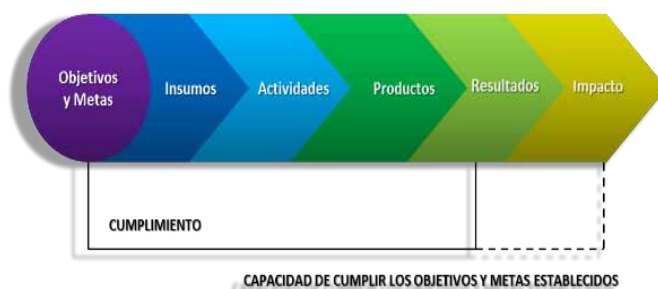 Objetivos
y Metas
Insumos
Actividades
Productos
Resultados
Impacto
CUMPLIMIENTO
CAPACIDAD DE CUMPLIR LOS OBJETIVOS Y METAS ESTABLECIDOS